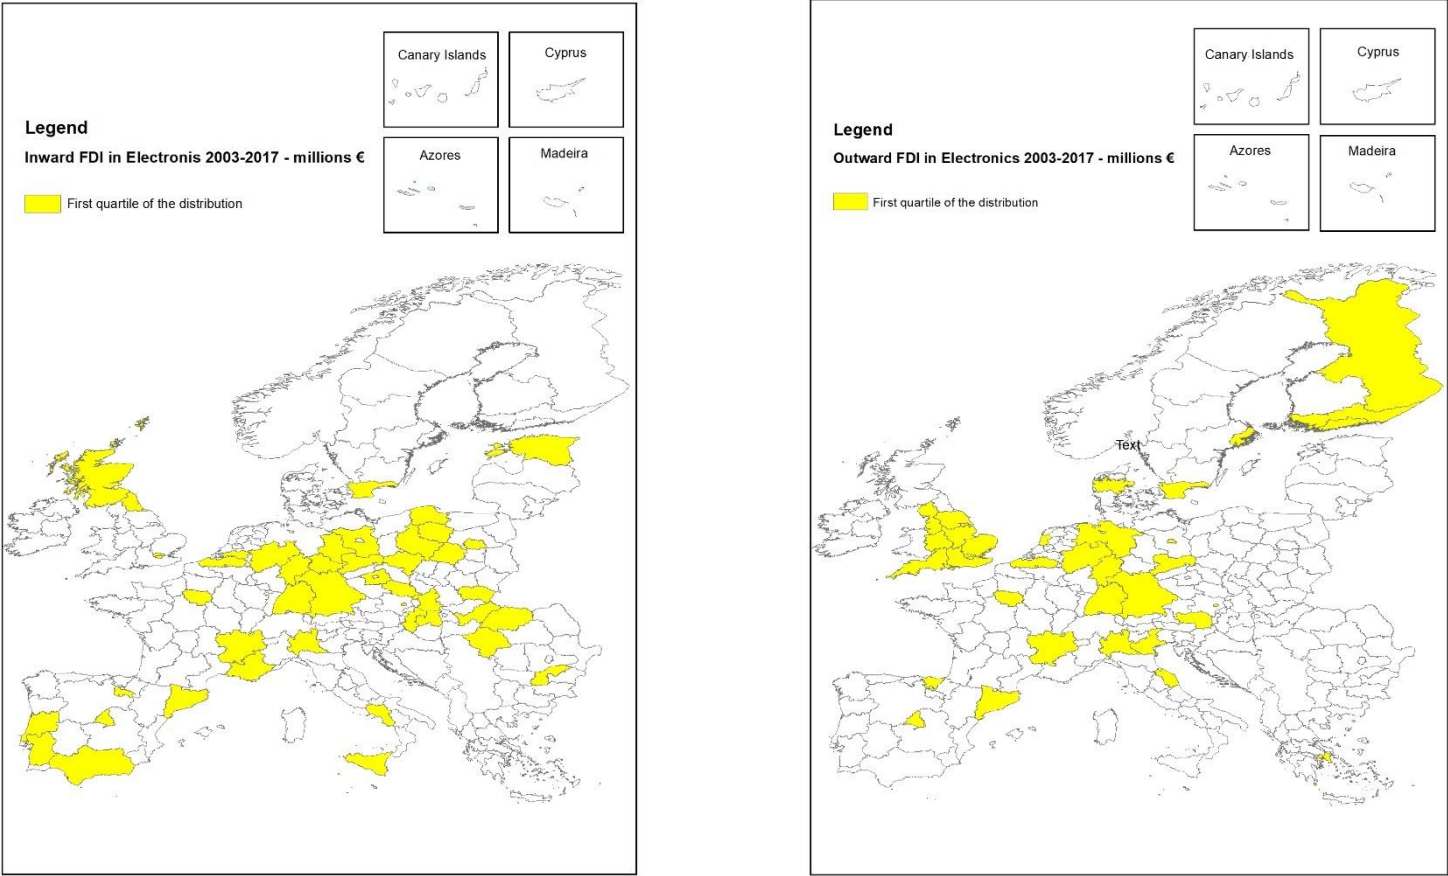 Canary Islands
Cyprus
Legend
Inward FDI in Electronis 2003-2017 - millions €
Azores
Madeira
First quartile of the distribution
Canary Islands
Cyprus
Legend
Outward FDI in Electronics 2003-2017 - millions €
Azores
Madeira
First quartile of the distribution
Text